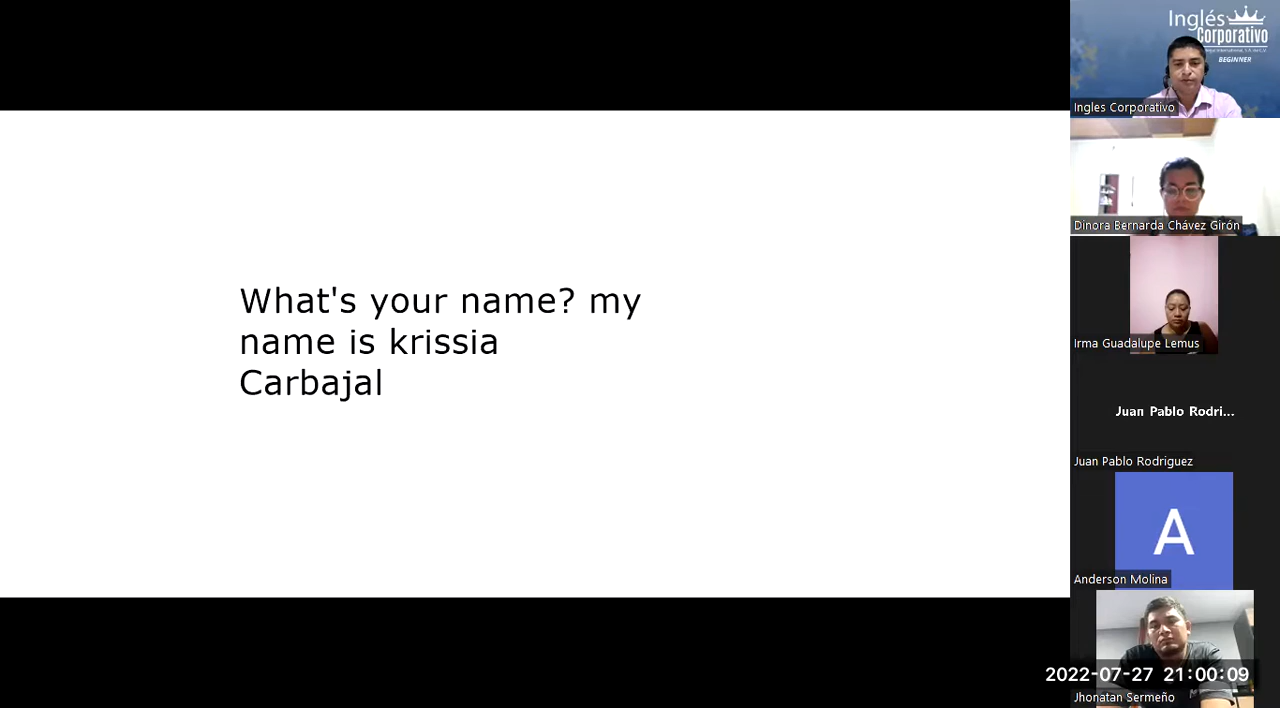 What's your name? my
name is krissia
Carbajal
Inglés
Corporativo
BEGINNER
Ingles Corporativo
Dinora Bernarda Chávez Girón
Irma Guadalupe Lemus
Juan Pablo Rodri...
Juan Pablo Rodriguez
A
Anderson Molina
2022-07-27 21:00:09
Jhonatan Sermeño